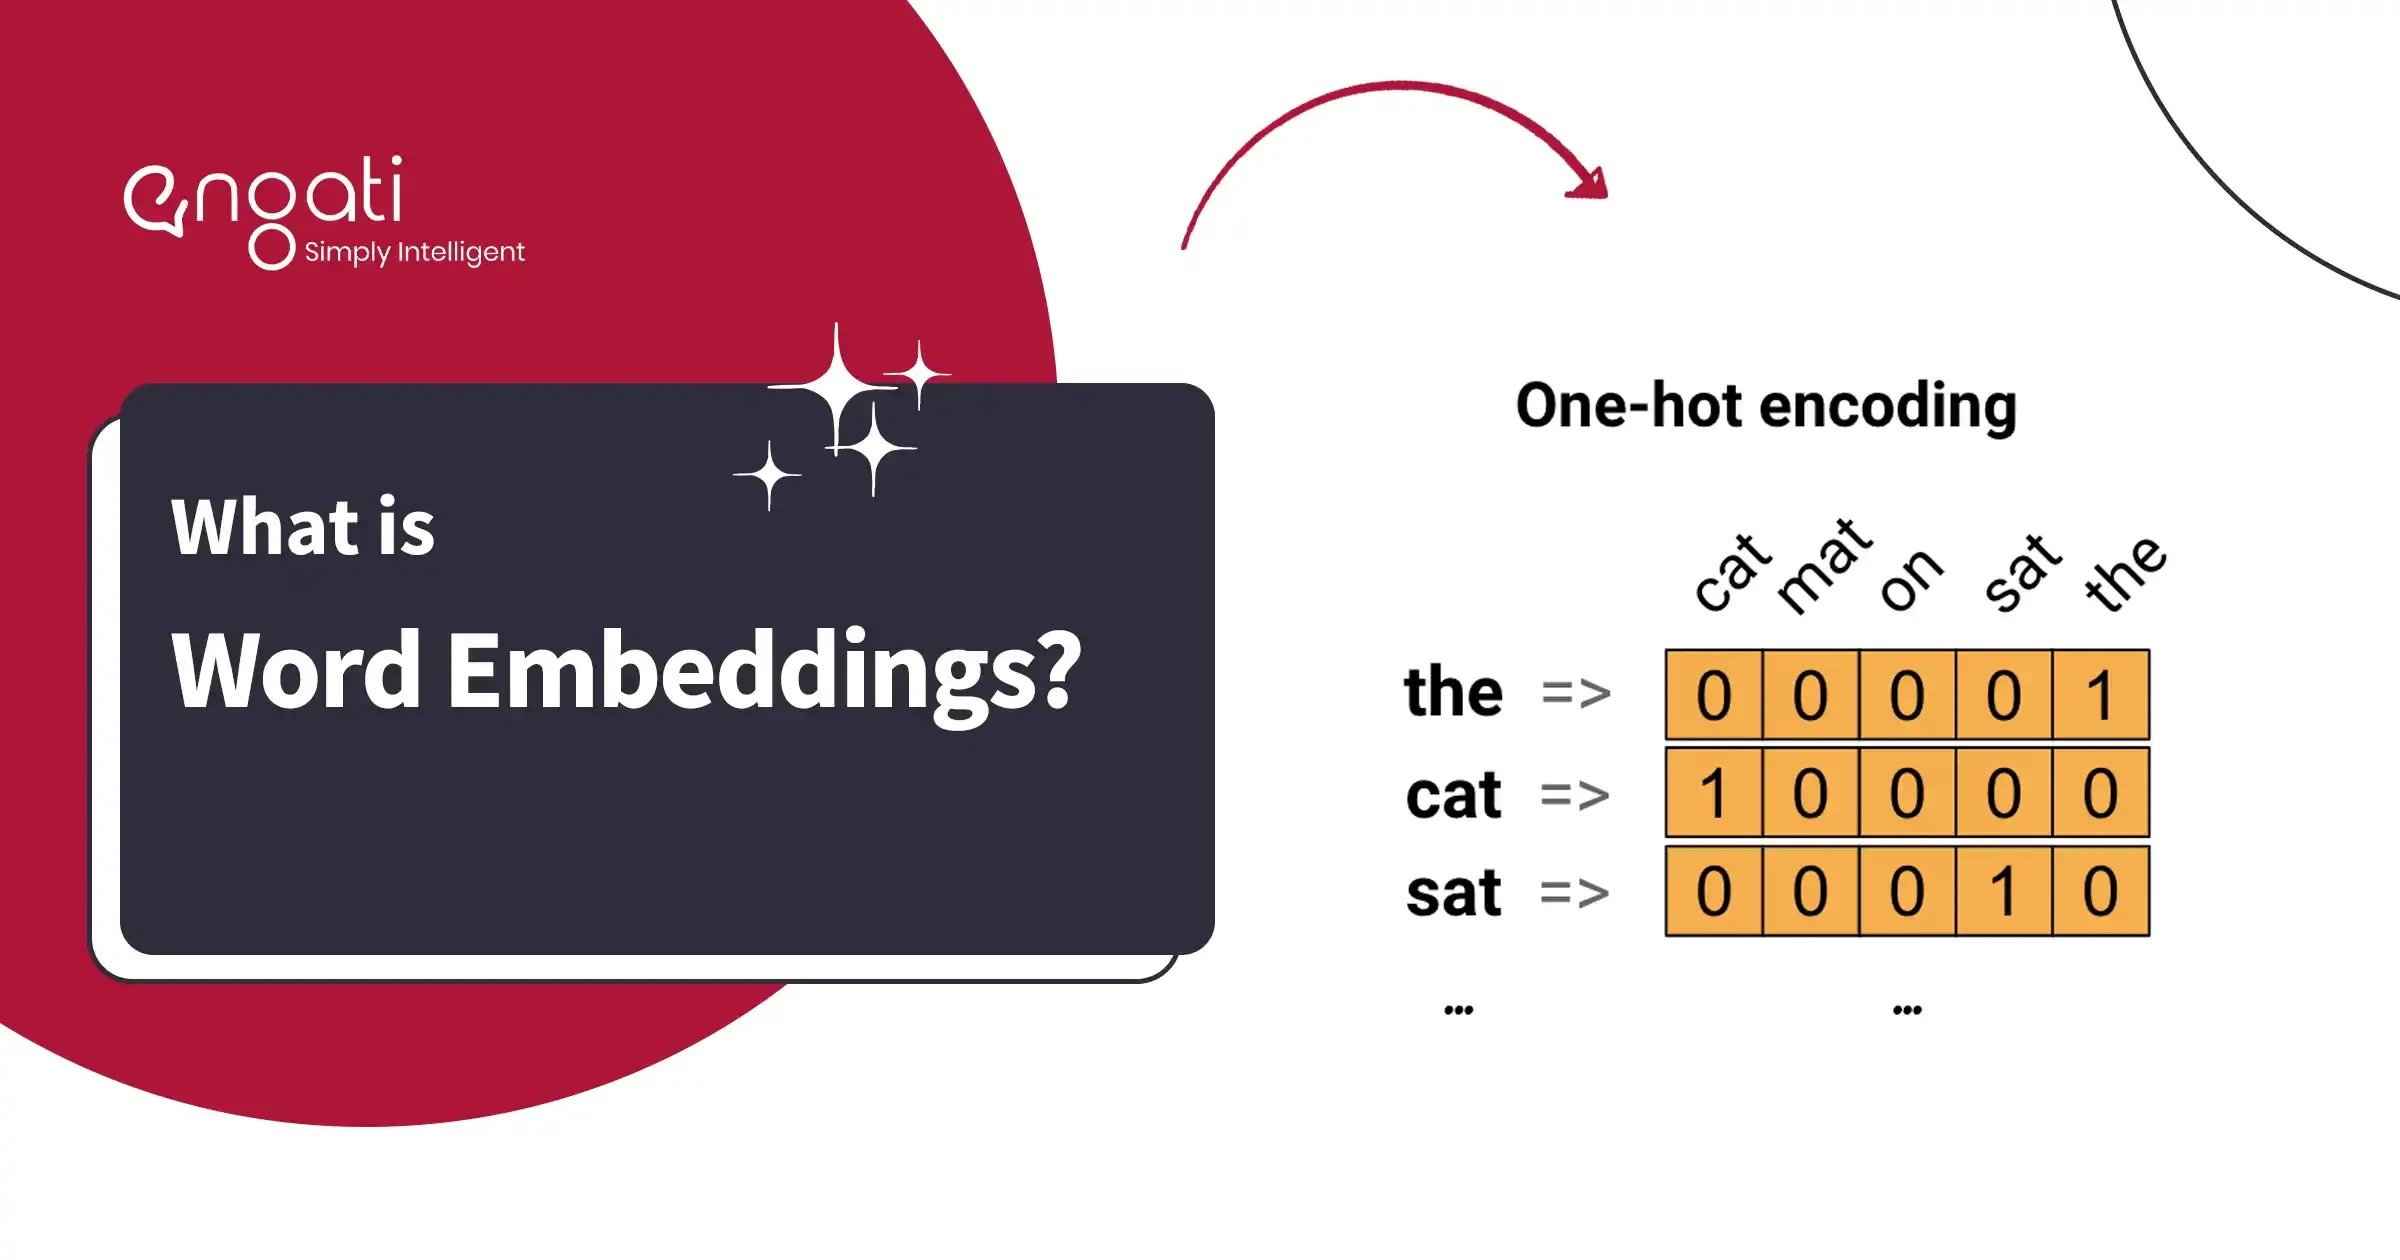 engati
Simply Intelligent
What is
Word Embeddings?
One-hot encoding
cat mat on sat the
the => 0 0 0 0 1
cat => 1 0 0 0 0
sat => 0 0 0 1 0
... ...